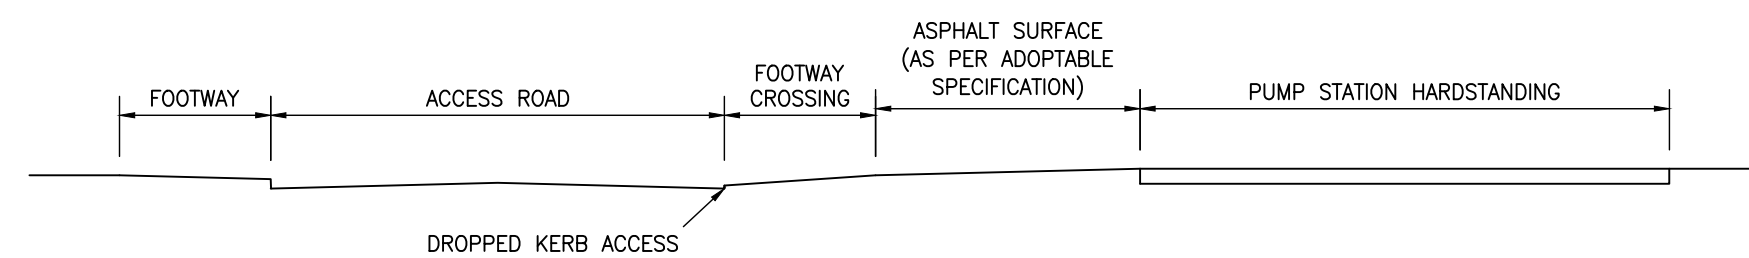 FOOTWAY
ACCESS ROAD
FOOTWAY
CROSSING
ASPHALT SURFACE
(AS PER ADOPTABLE
SPECIFICATION)
PUMP STATION HARDSTANDING
DROPPED KERB ACCESS